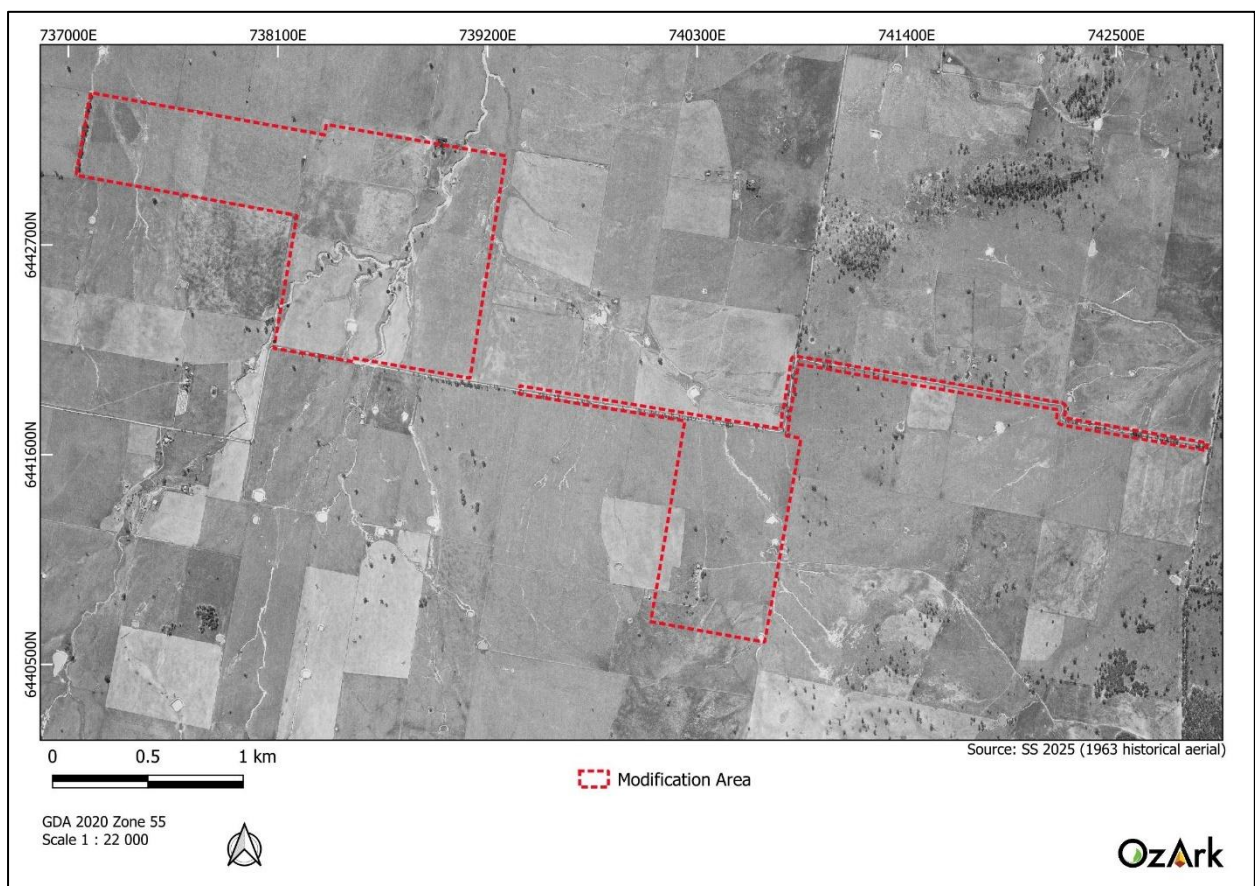 737000E 738100E 739200E 740300E 741400E 742500E
6442700N
6441600N
6440500N
Source: SS 2025 (1963 historical aerial)
0 0.5 1 km
Modification Area
GDA 2020 Zone 55
Scale 1 : 22 000
OzArk